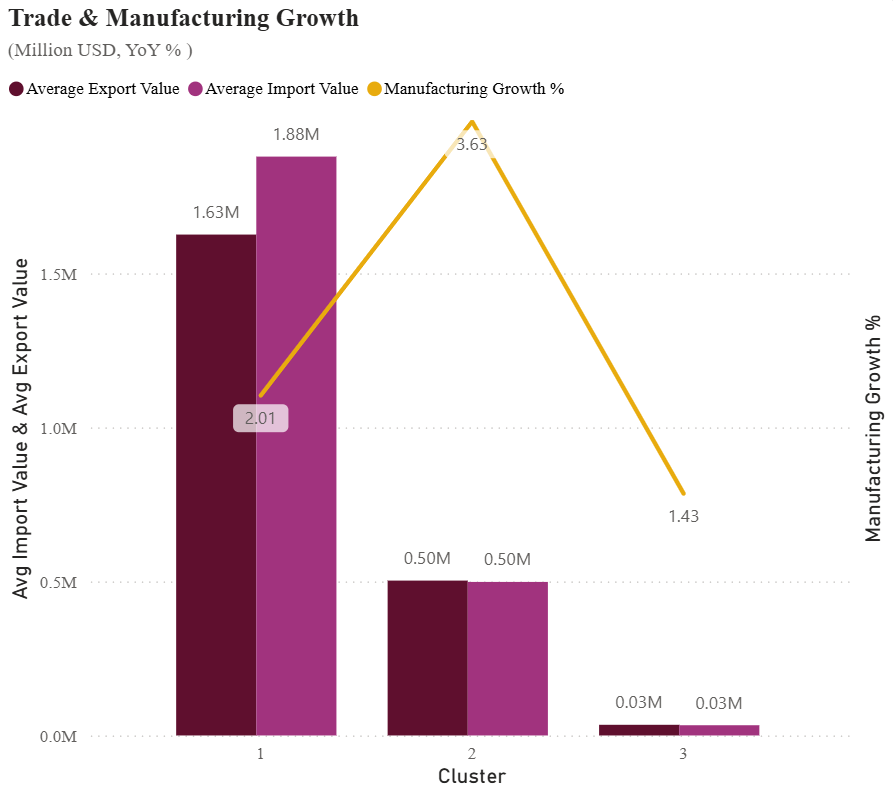 Trade & Manufacturing Growth
(Million USD, YoY % )
Average Export Value Average Import Value Manufacturing Growth %
1.88M
3.63
1.63M
1.5M
2.01
1.0M
1.43
0.50M 0.50M
0.5M
0.03M 0.03M
0.0M
1 2 3
Cluster
Avg Import Value & Avg Export Value
Manufacturing Growth %